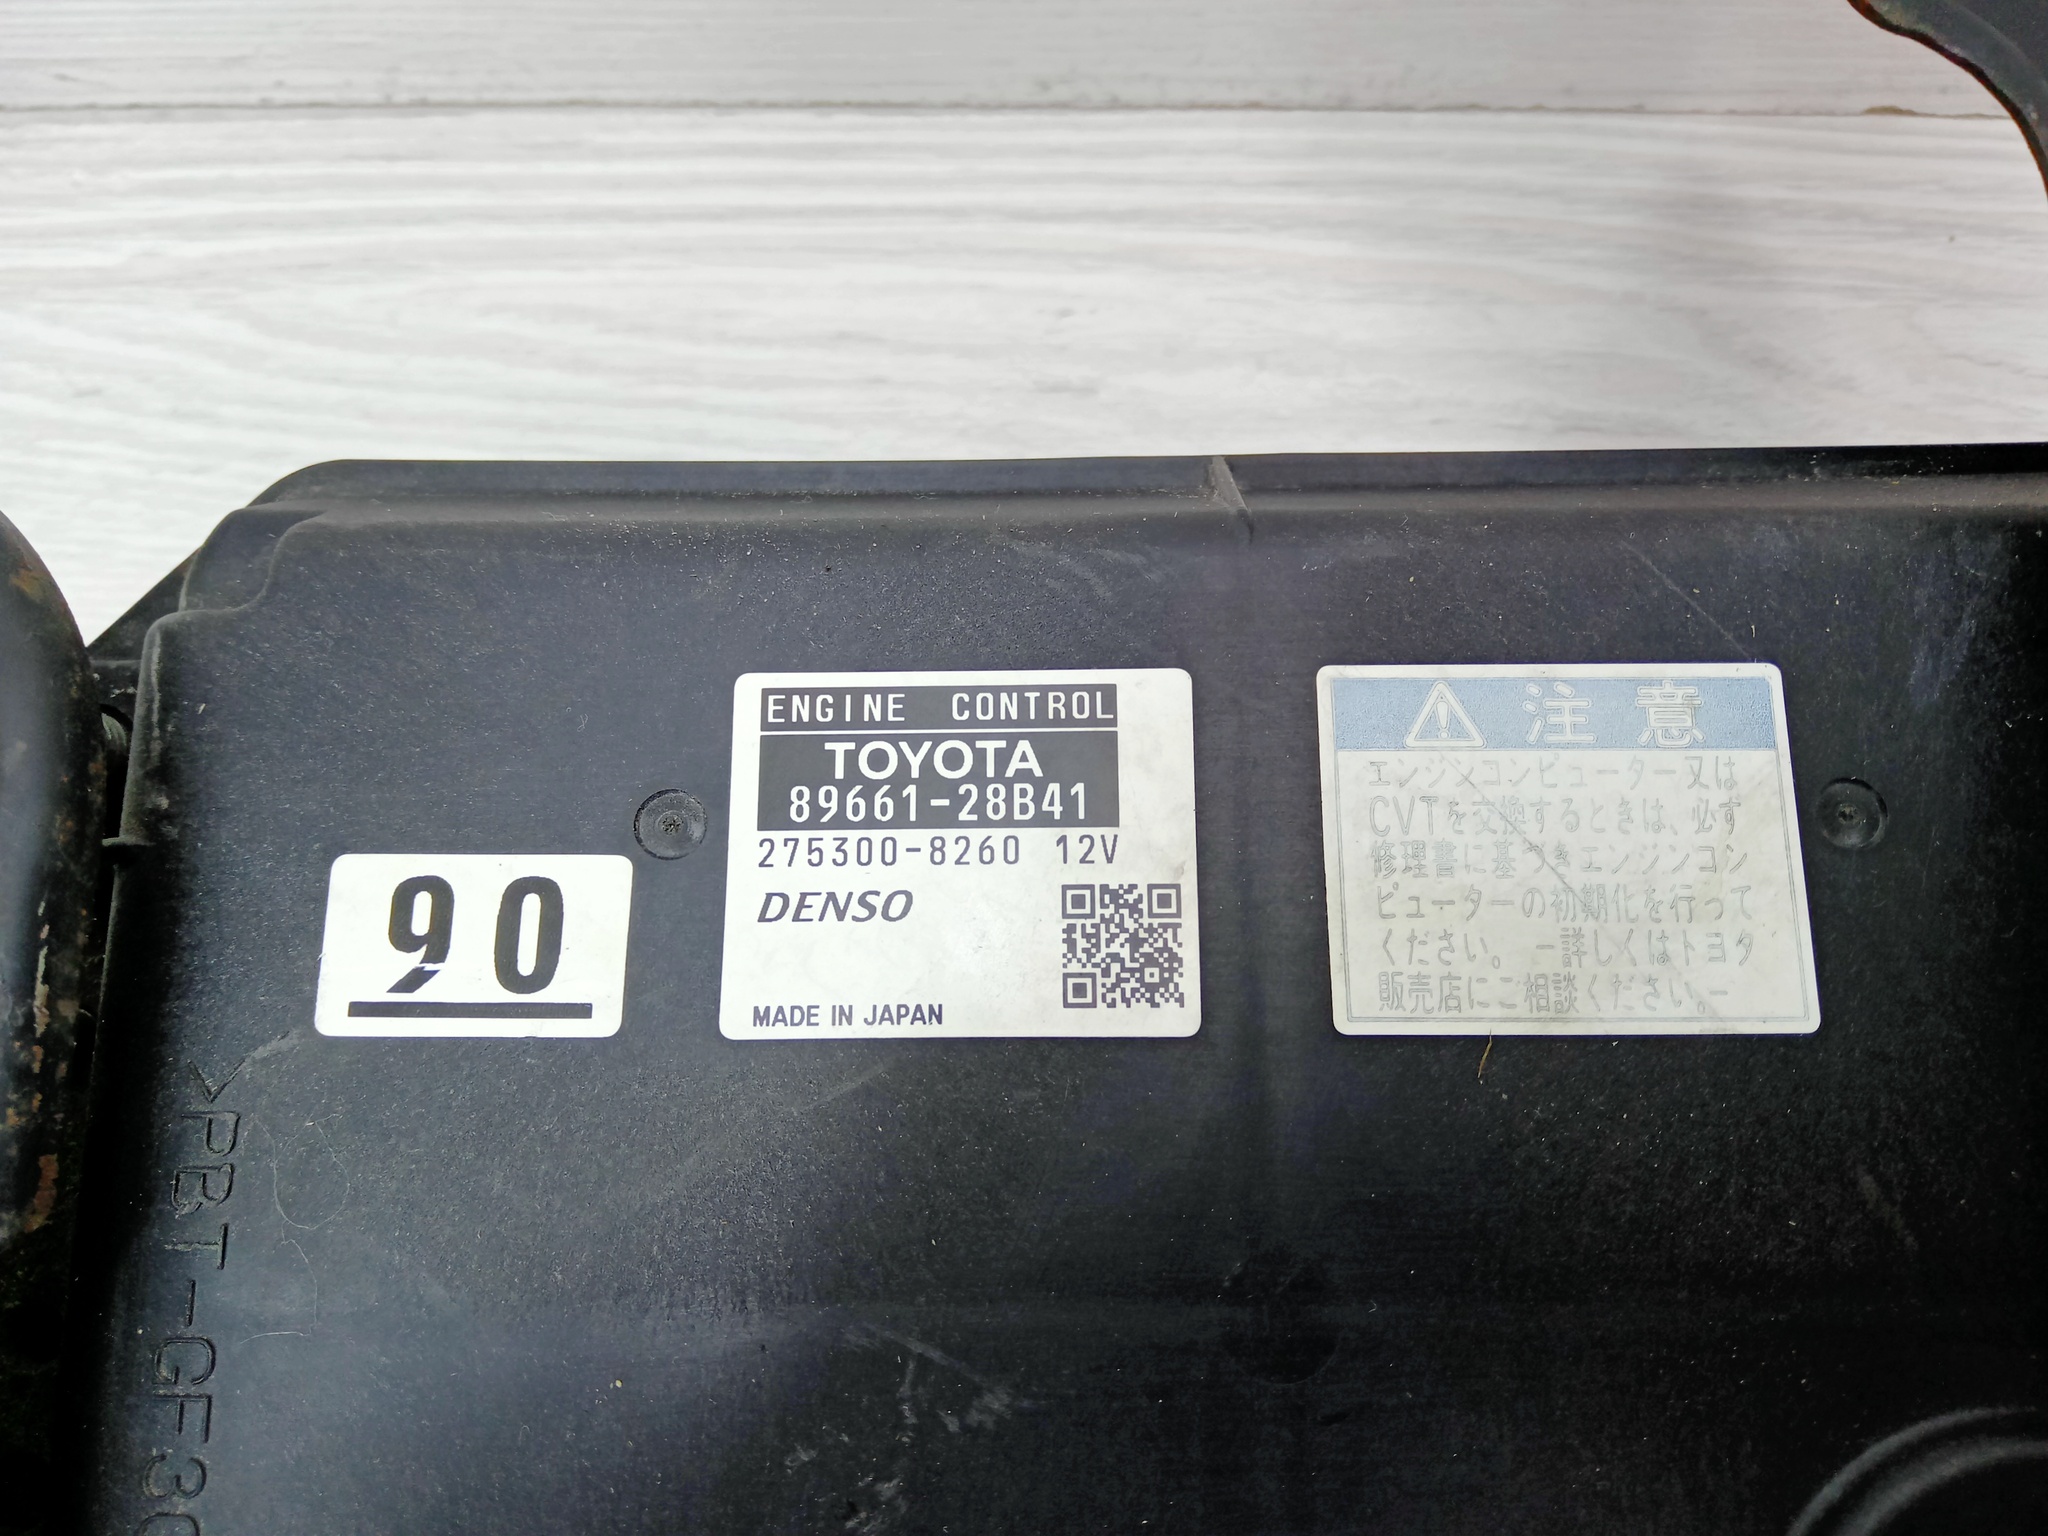 90
ENGINE CONTROL
TOYOTA
89661-28B41
275300-8260 12V
DENSO
MADE IN JAPAN
注意
エンジンコンピューター又は
CVTを交換するときは、必ず
修理書に基づきエンジンコン
ピューターの初期化を行って
ください。 －詳しくはトヨタ
販売店にご相談ください。－
>PBT-GF30